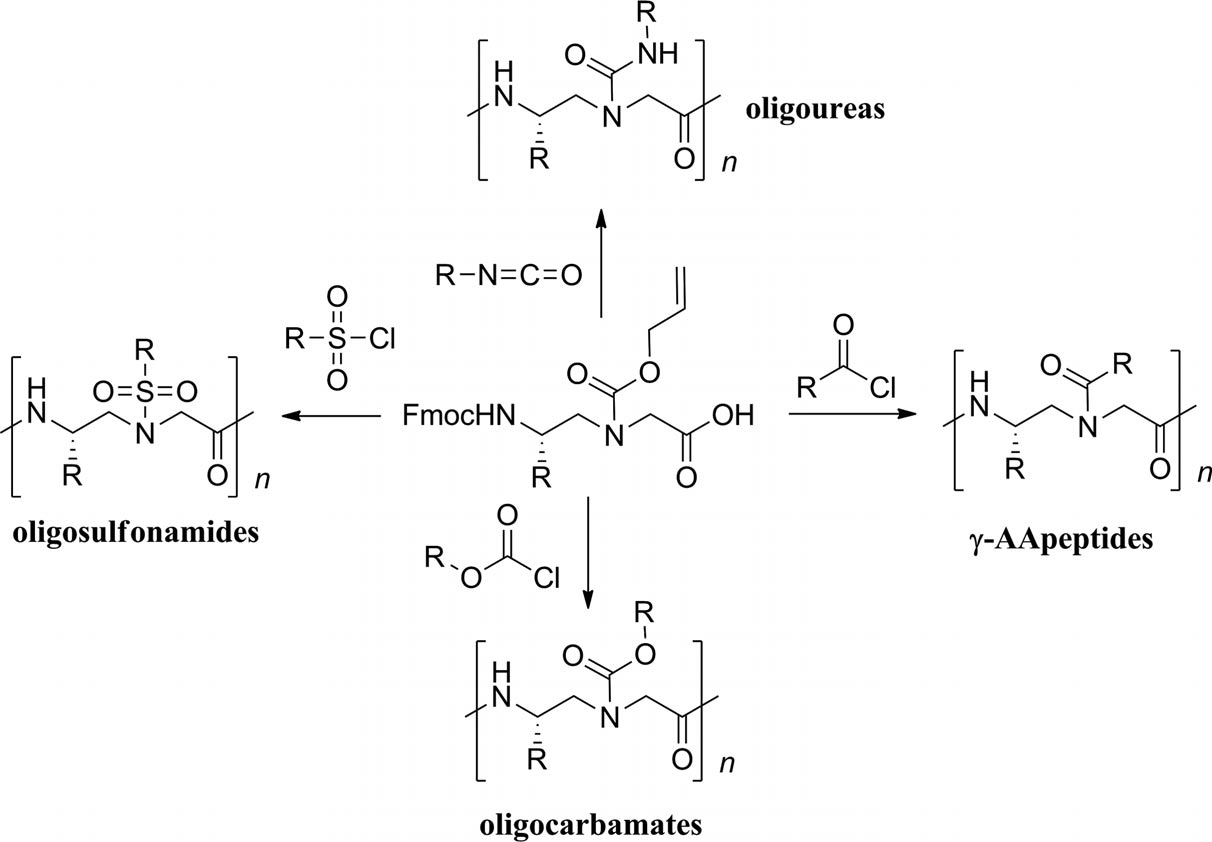 R
O
NH
H
N
N
R
O
n
oligoureas
R–N=C=O
O
R–S–Cl
O
O
R
Cl
R
O=S=O
H
N
N
R
O
n
oligosulfonamides
O
O
FmocHN
N
OH
R
O
O
R
H
N
N
R
O
n
γ-AApeptides
O
R
O
Cl
R
O
O
H
N
N
R
O
n
oligocarbamates